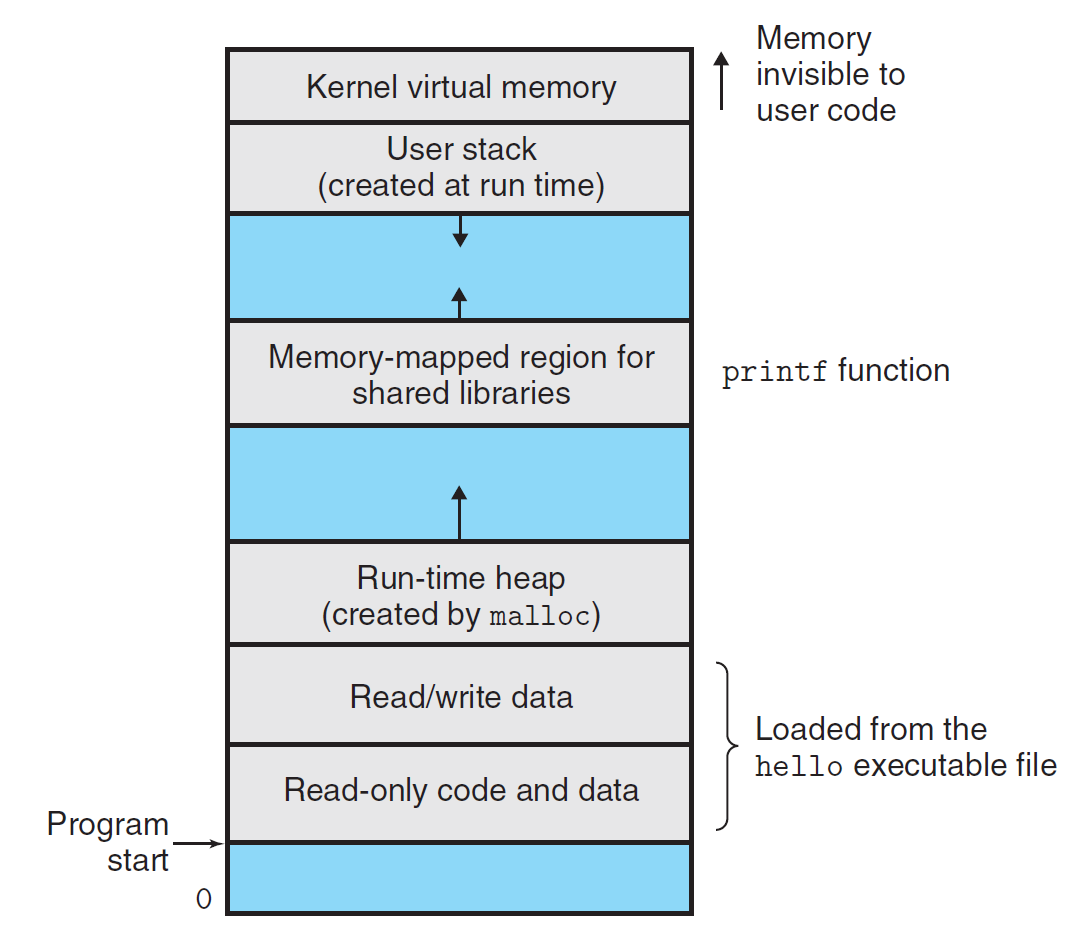 Memory
invisible to
user code
Kernel virtual memory
User stack
(created at run time)
Memory-mapped region for
shared libraries
printf function
Run-time heap
(created by malloc)
Read/write data
Loaded from the
hello executable file
Read-only code and data
Program
start
0